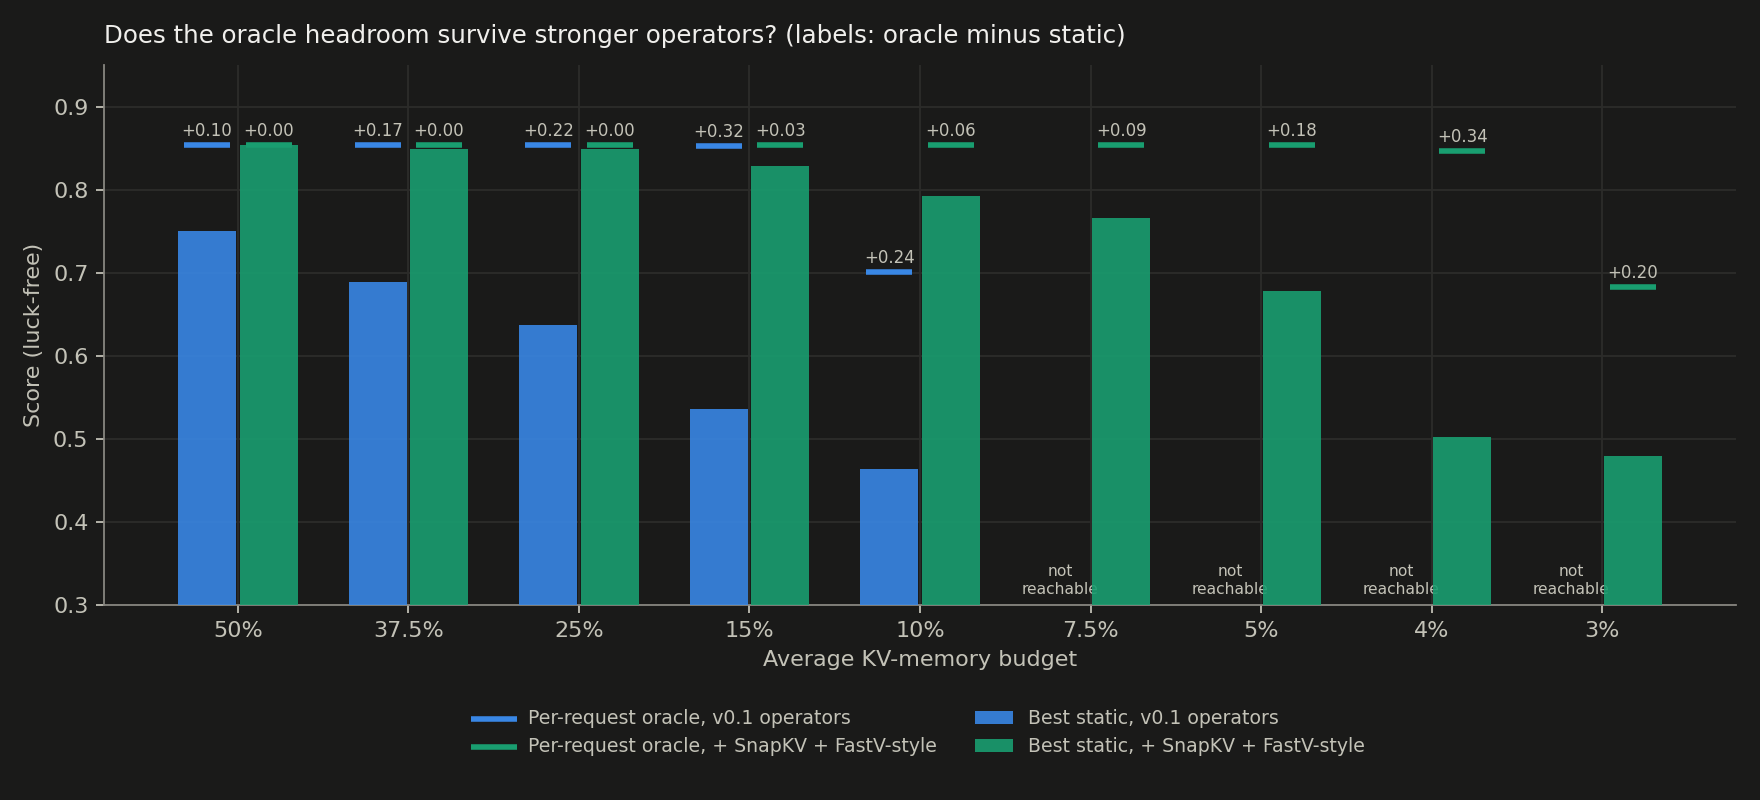 Does the oracle headroom survive stronger operators? (labels: oracle minus static)
Score (luck-free)
0.9
0.8
0.7
0.6
0.5
0.4
0.3
+0.10 +0.00
+0.17 +0.00
+0.22 +0.00
+0.32 +0.03
+0.24
+0.06
+0.09
+0.18
+0.34
+0.20
not
reachable
not
reachable
not
reachable
not
reachable
50% 37.5% 25% 15% 10% 7.5% 5% 4% 3%
Average KV-memory budget
Per-request oracle, v0.1 operators
Per-request oracle, + SnapKV + FastV-style
Best static, v0.1 operators
Best static, + SnapKV + FastV-style